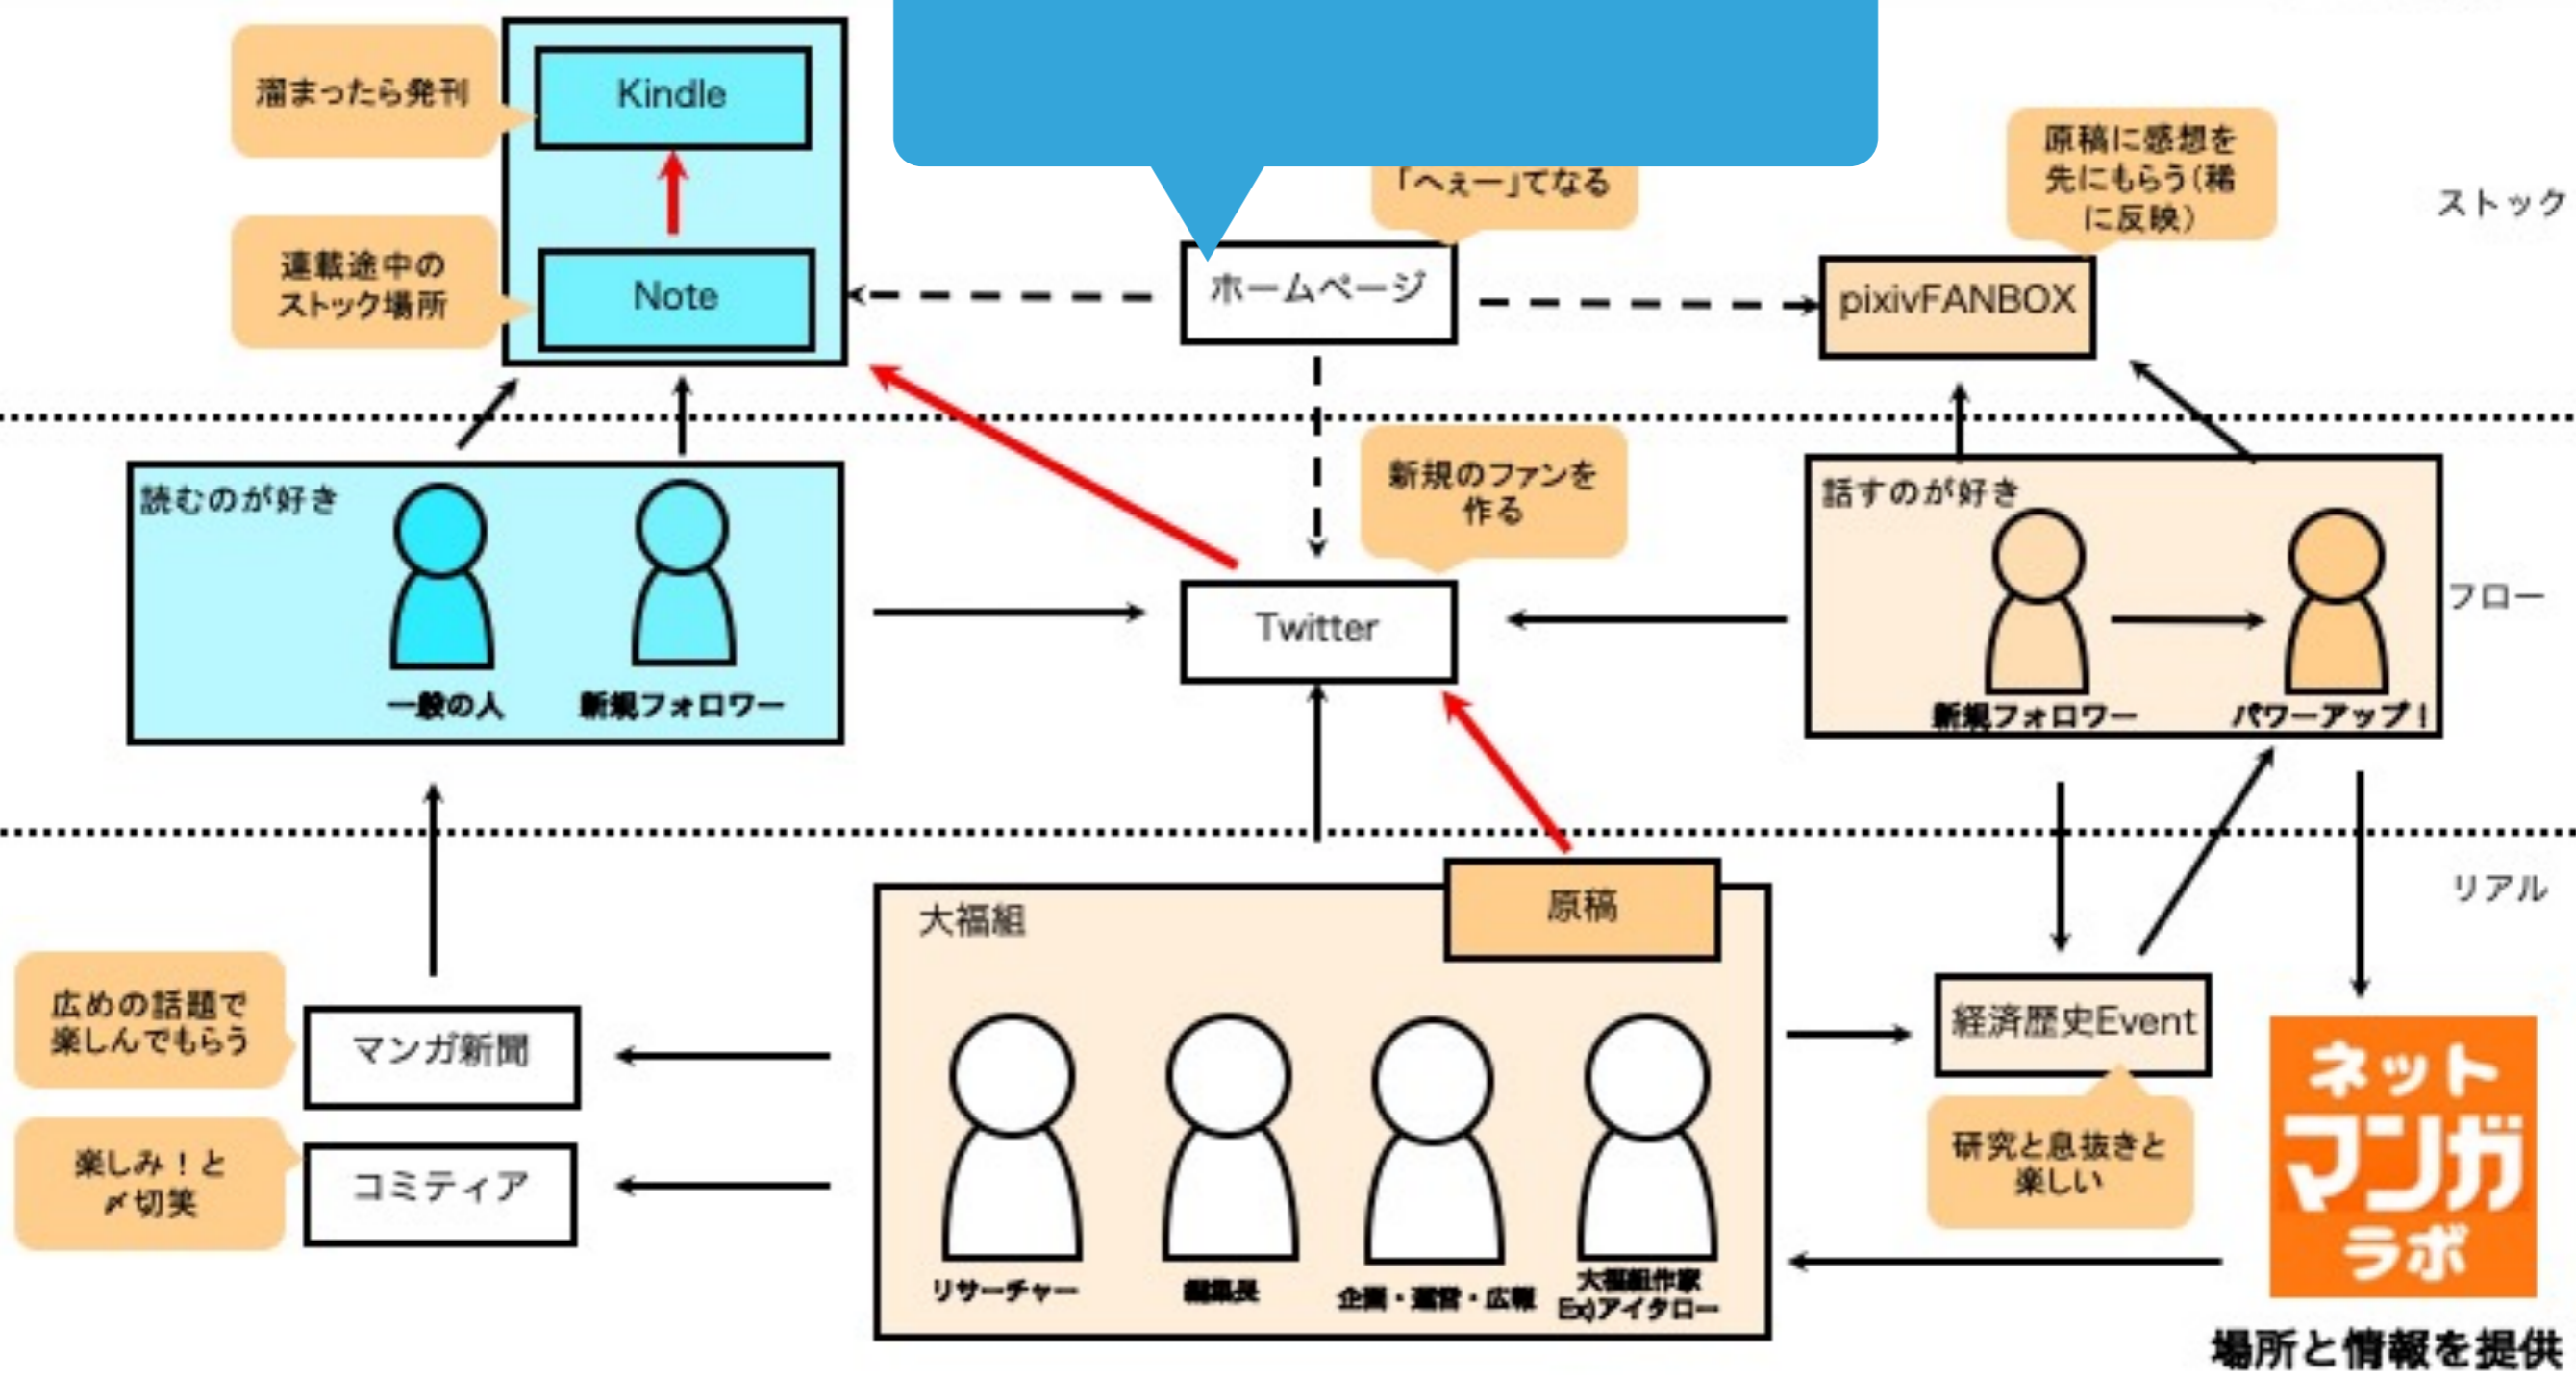 溜まったら発刊
Kindle
連載途中の
ストック場所
Note
「へぇー」てなる
ホームページ
原稿に感想を
先にもらう(稀
に反映)
pixivFANBOX
ストック
読むのが好き
一般の人
新規フォロワー
新規のファンを
作る
Twitter
話すのが好き
新規フォロワー
パワーアップ!
フロー
リアル
広めの話題で
楽しんでもらう
マンガ新聞
楽しみ!と
〆切笑
コミティア
大福組
原稿
リサーチャー
編集長
企画・運営・広報
大福組作家
Ex)アイタロー
経済歴史Event
研究と息抜きと
楽しい
ネット
マンガ
ラボ
場所と情報を提供